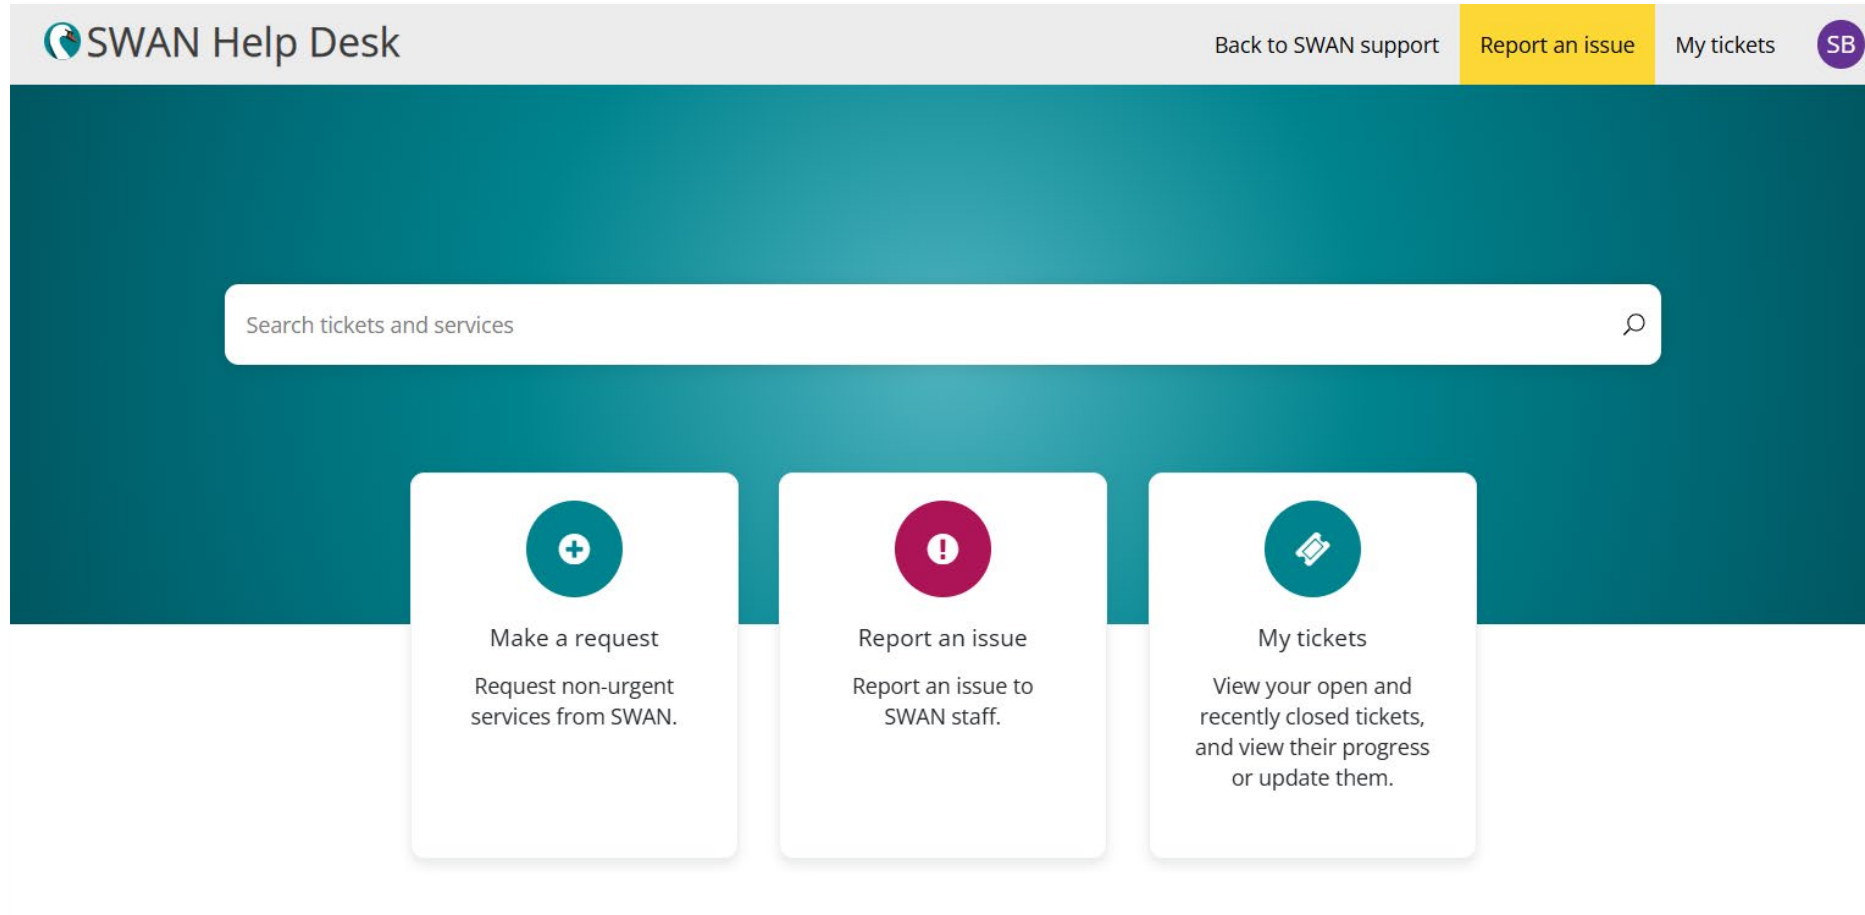 SWAN Help Desk
Back to SWAN support
Report an issue
My tickets
SB
Search tickets and services
Make a request
Request non-urgent
services from SWAN.
Report an issue
Report an issue to
SWAN staff.
My tickets
View your open and
recently closed tickets,
and view their progress
or update them.